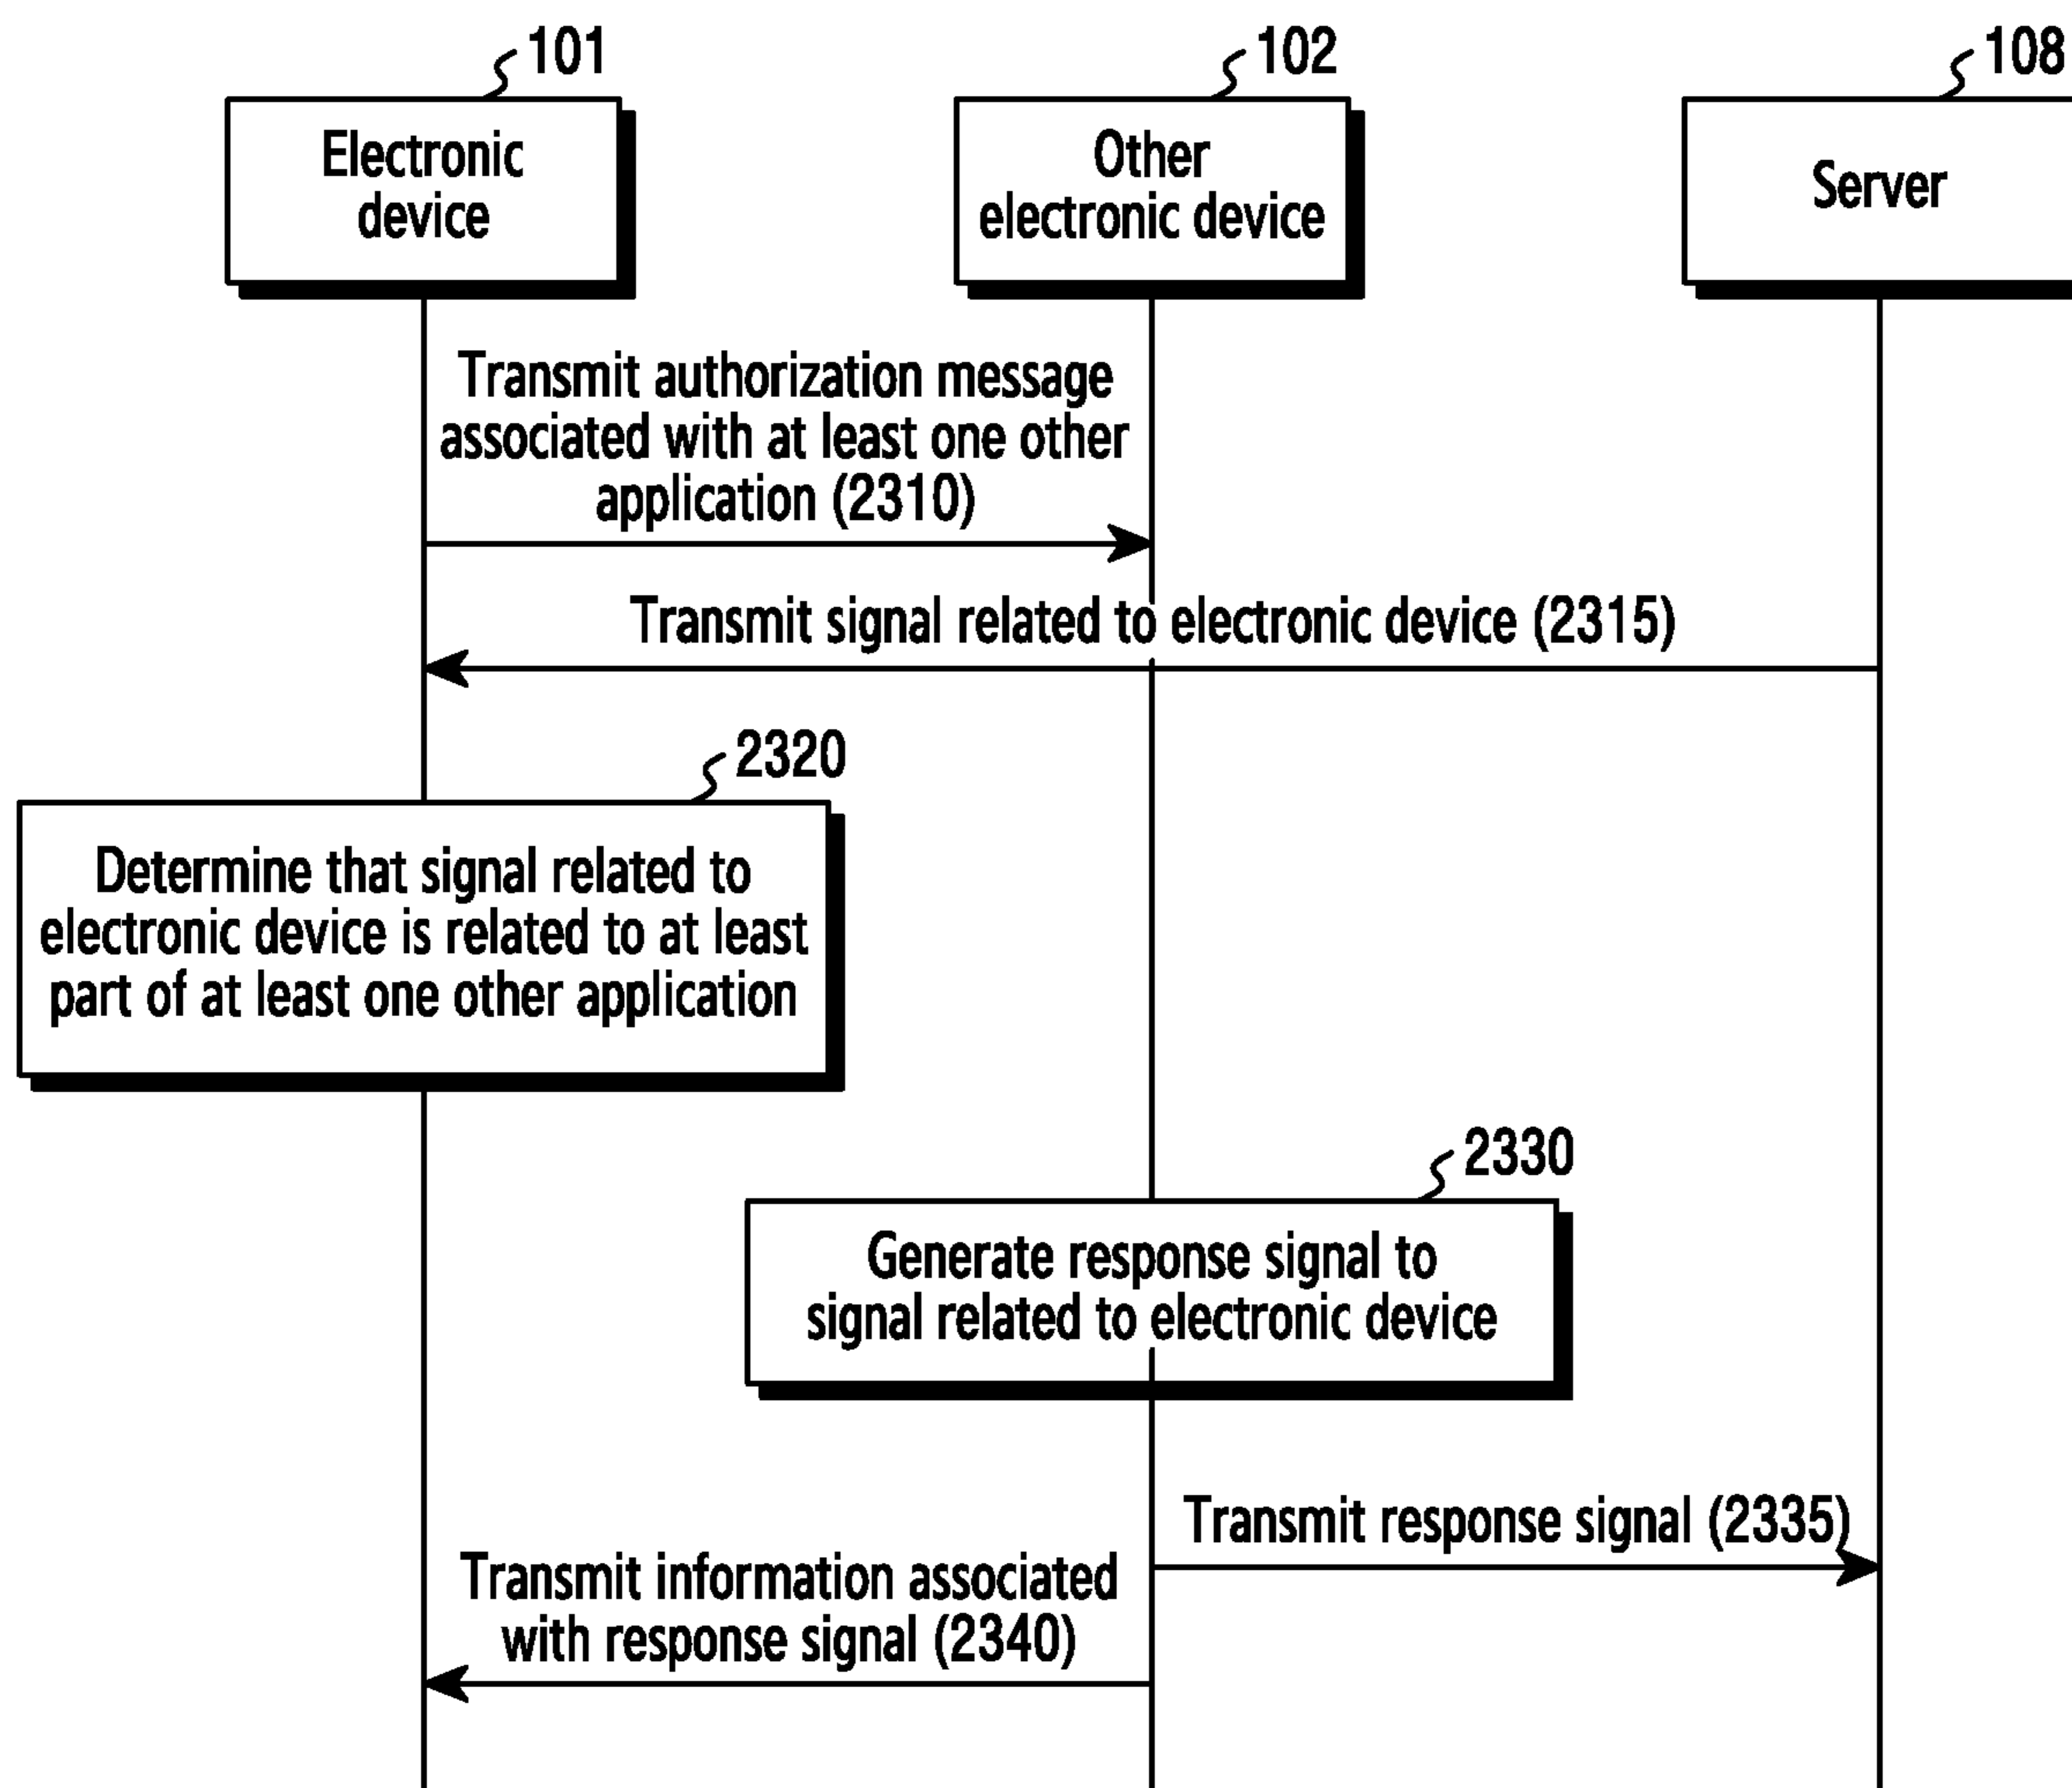 101
102
108
Electronic
device
Other
electronic device
Server
Transmit authorization message
associated with at least one other
application (2310)
Transmit signal related to electronic device (2315)
2320
Determine that signal related to
electronic device is related to at least
part of at least one other application
2330
Generate response signal to
signal related to electronic device
Transmit response signal (2335)
Transmit information associated
with response signal (2340)